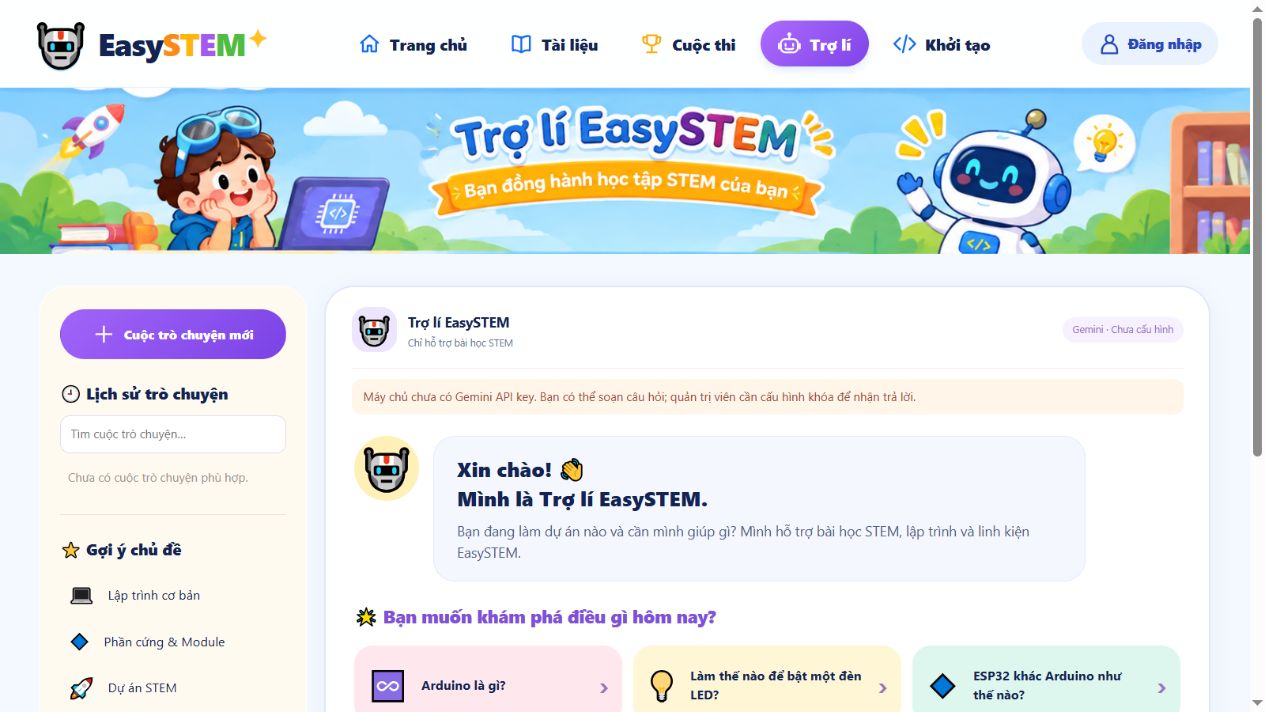 EasySTEM
Trang chủ
Tài liệu
Cuộc thi
Trợ lí
Khởi tạo
Đăng nhập
Trợ lí EasySTEM
Bạn đồng hành học tập STEM của bạn
</>
</>
Cuộc trò chuyện mới
Lịch sử trò chuyện
Tìm cuộc trò chuyện...
Chưa có cuộc trò chuyện phù hợp.
Gợi ý chủ đề
Lập trình cơ bản
Phần cứng & Module
Dự án STEM
Trợ lí EasySTEM
Chỉ hỗ trợ bài học STEM
Gemini · Chưa cấu hình
Máy chủ chưa có Gemini API key. Bạn có thể soạn câu hỏi; quản trị viên cần cấu hình khóa để nhận trả lời.
Xin chào! 👋
Mình là Trợ lí EasySTEM.
Bạn đang làm dự án nào và cần mình giúp gì? Mình hỗ trợ bài học STEM, lập trình và linh kiện
EasySTEM.
Bạn muốn khám phá điều gì hôm nay?
Arduino là gì?
Làm thế nào để bật một đèn
LED?
ESP32 khác Arduino như
thế nào?